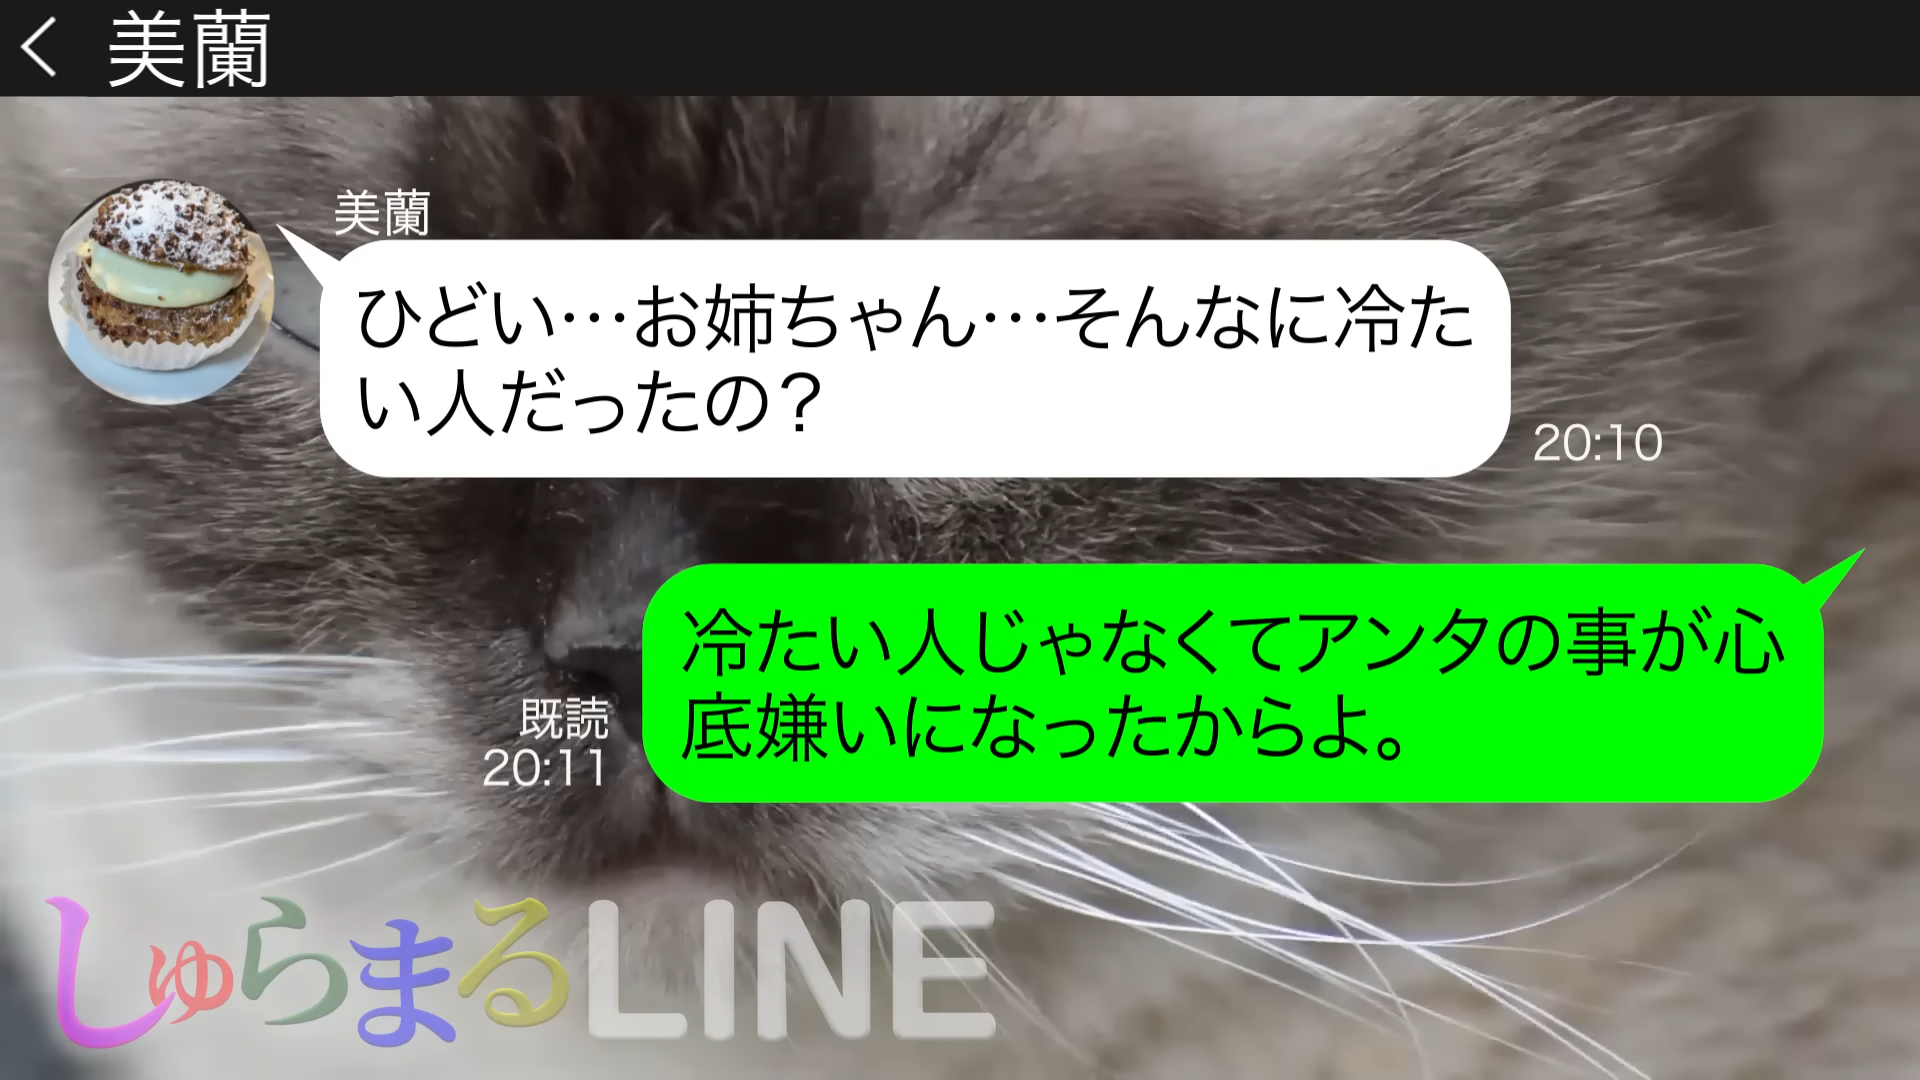 美蘭
美蘭
ひどい…お姉ちゃん…そんなに冷た
い人だったの？
20:10
冷たい人じゃなくてアンタの事が心
底嫌いになったからよ。
既読
20:11
しゅらまるLINE